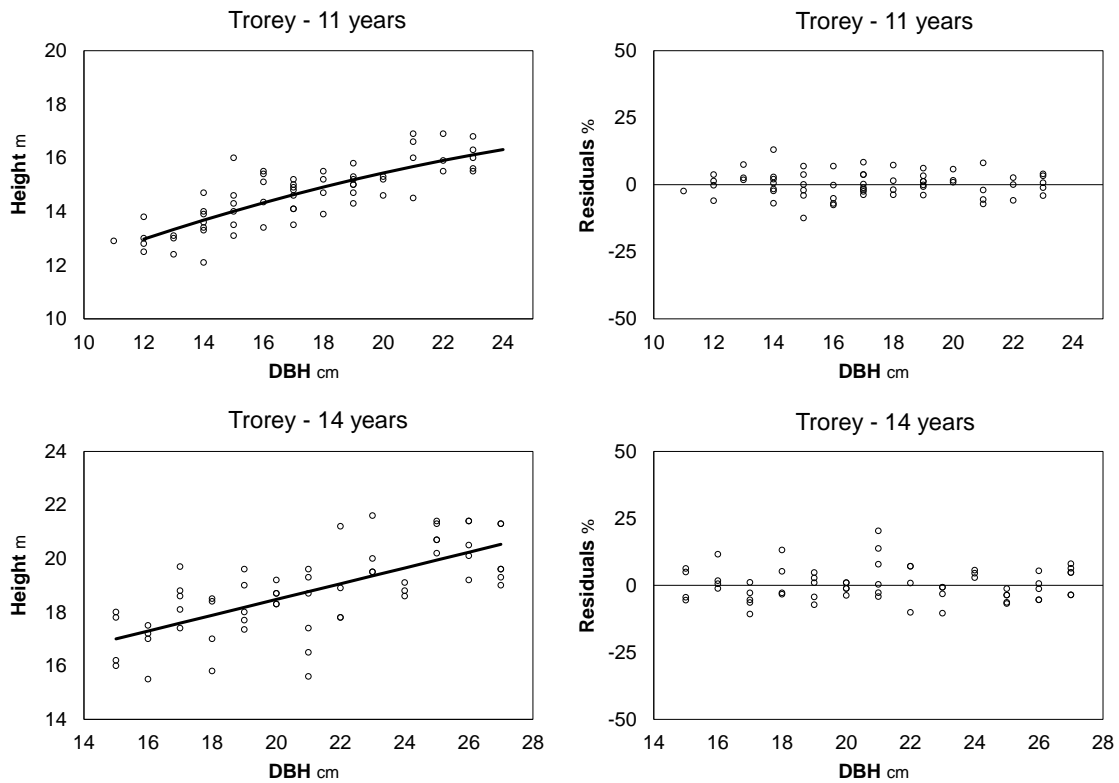 Trorey - 11 years
20
18
16
14
12
10
Height m
10 12 14 16 18 20 22 24
DBH cm
Trorey - 11 years
50
25
0
-25
-50
Residuals %
10 12 14 16 18 20 22 24
DBH cm
Trorey - 14 years
24
22
20
18
16
14
Height m
14 16 18 20 22 24 26 28
DBH cm
Trorey - 14 years
50
25
0
-25
-50
Residuals %
14 16 18 20 22 24 26 28
DBH cm